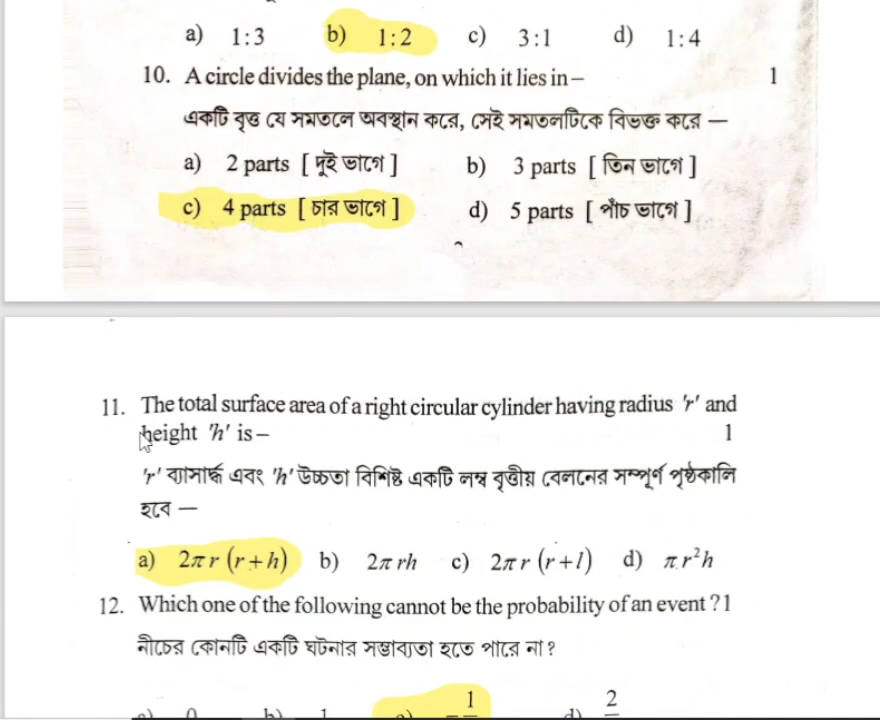 a) 1:3 b) 1:2 c) 3:1 d) 1:4
10. A circle divides the plane, on which it lies in – 1
একটি বৃত্ত যে সমতলে অবস্থান করে, সেই সমতলটিকে বিভক্ত করে —
a) 2 parts [ দুই ভাগে ] b) 3 parts [ তিন ভাগে ]
c) 4 parts [ চার ভাগে ] d) 5 parts [ পাঁচ ভাগে ]
11. The total surface area of a right circular cylinder having radius 'r' and
height 'h' is – 1
'r' ব্যাসার্দ্ধ এবং 'h' উচ্চতা বিশিষ্ট একটি লম্ব বৃত্তীয় বেলনের সম্পূর্ণ পৃষ্ঠকালি
হবে —
a) 2πr (r+h) b) 2πrh c) 2πr (r+l) d) πr²h
12. Which one of the following cannot be the probability of an event ? 1
নীচের কোনটি একটি ঘটনার সম্ভাব্যতা হতে পারে না ?